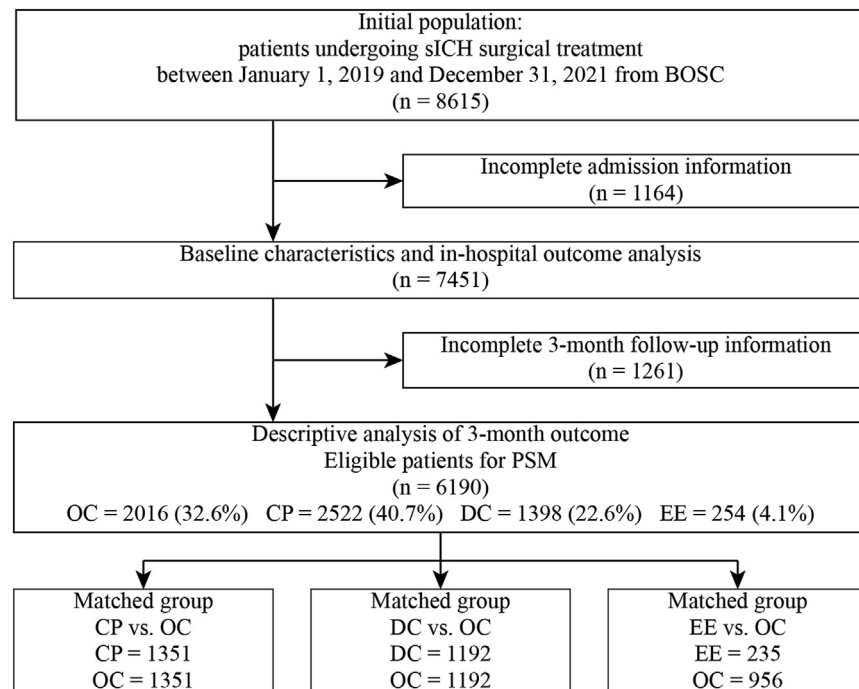 Initial population:
patients undergoing sICH surgical treatment
between January 1, 2019 and December 31, 2021 from BOSC
(n = 8615)
Incomplete admission information
(n = 1164)
Baseline characteristics and in-hospital outcome analysis
(n = 7451)
Incomplete 3-month follow-up information
(n = 1261)
Descriptive analysis of 3-month outcome
Eligible patients for PSM
(n = 6190)
OC = 2016 (32.6%) CP = 2522 (40.7%) DC = 1398 (22.6%) EE = 254 (4.1%)
Matched group
CP vs. OC
CP = 1351
OC = 1351
Matched group
DC vs. OC
DC = 1192
OC = 1192
Matched group
EE vs. OC
EE = 235
OC = 956